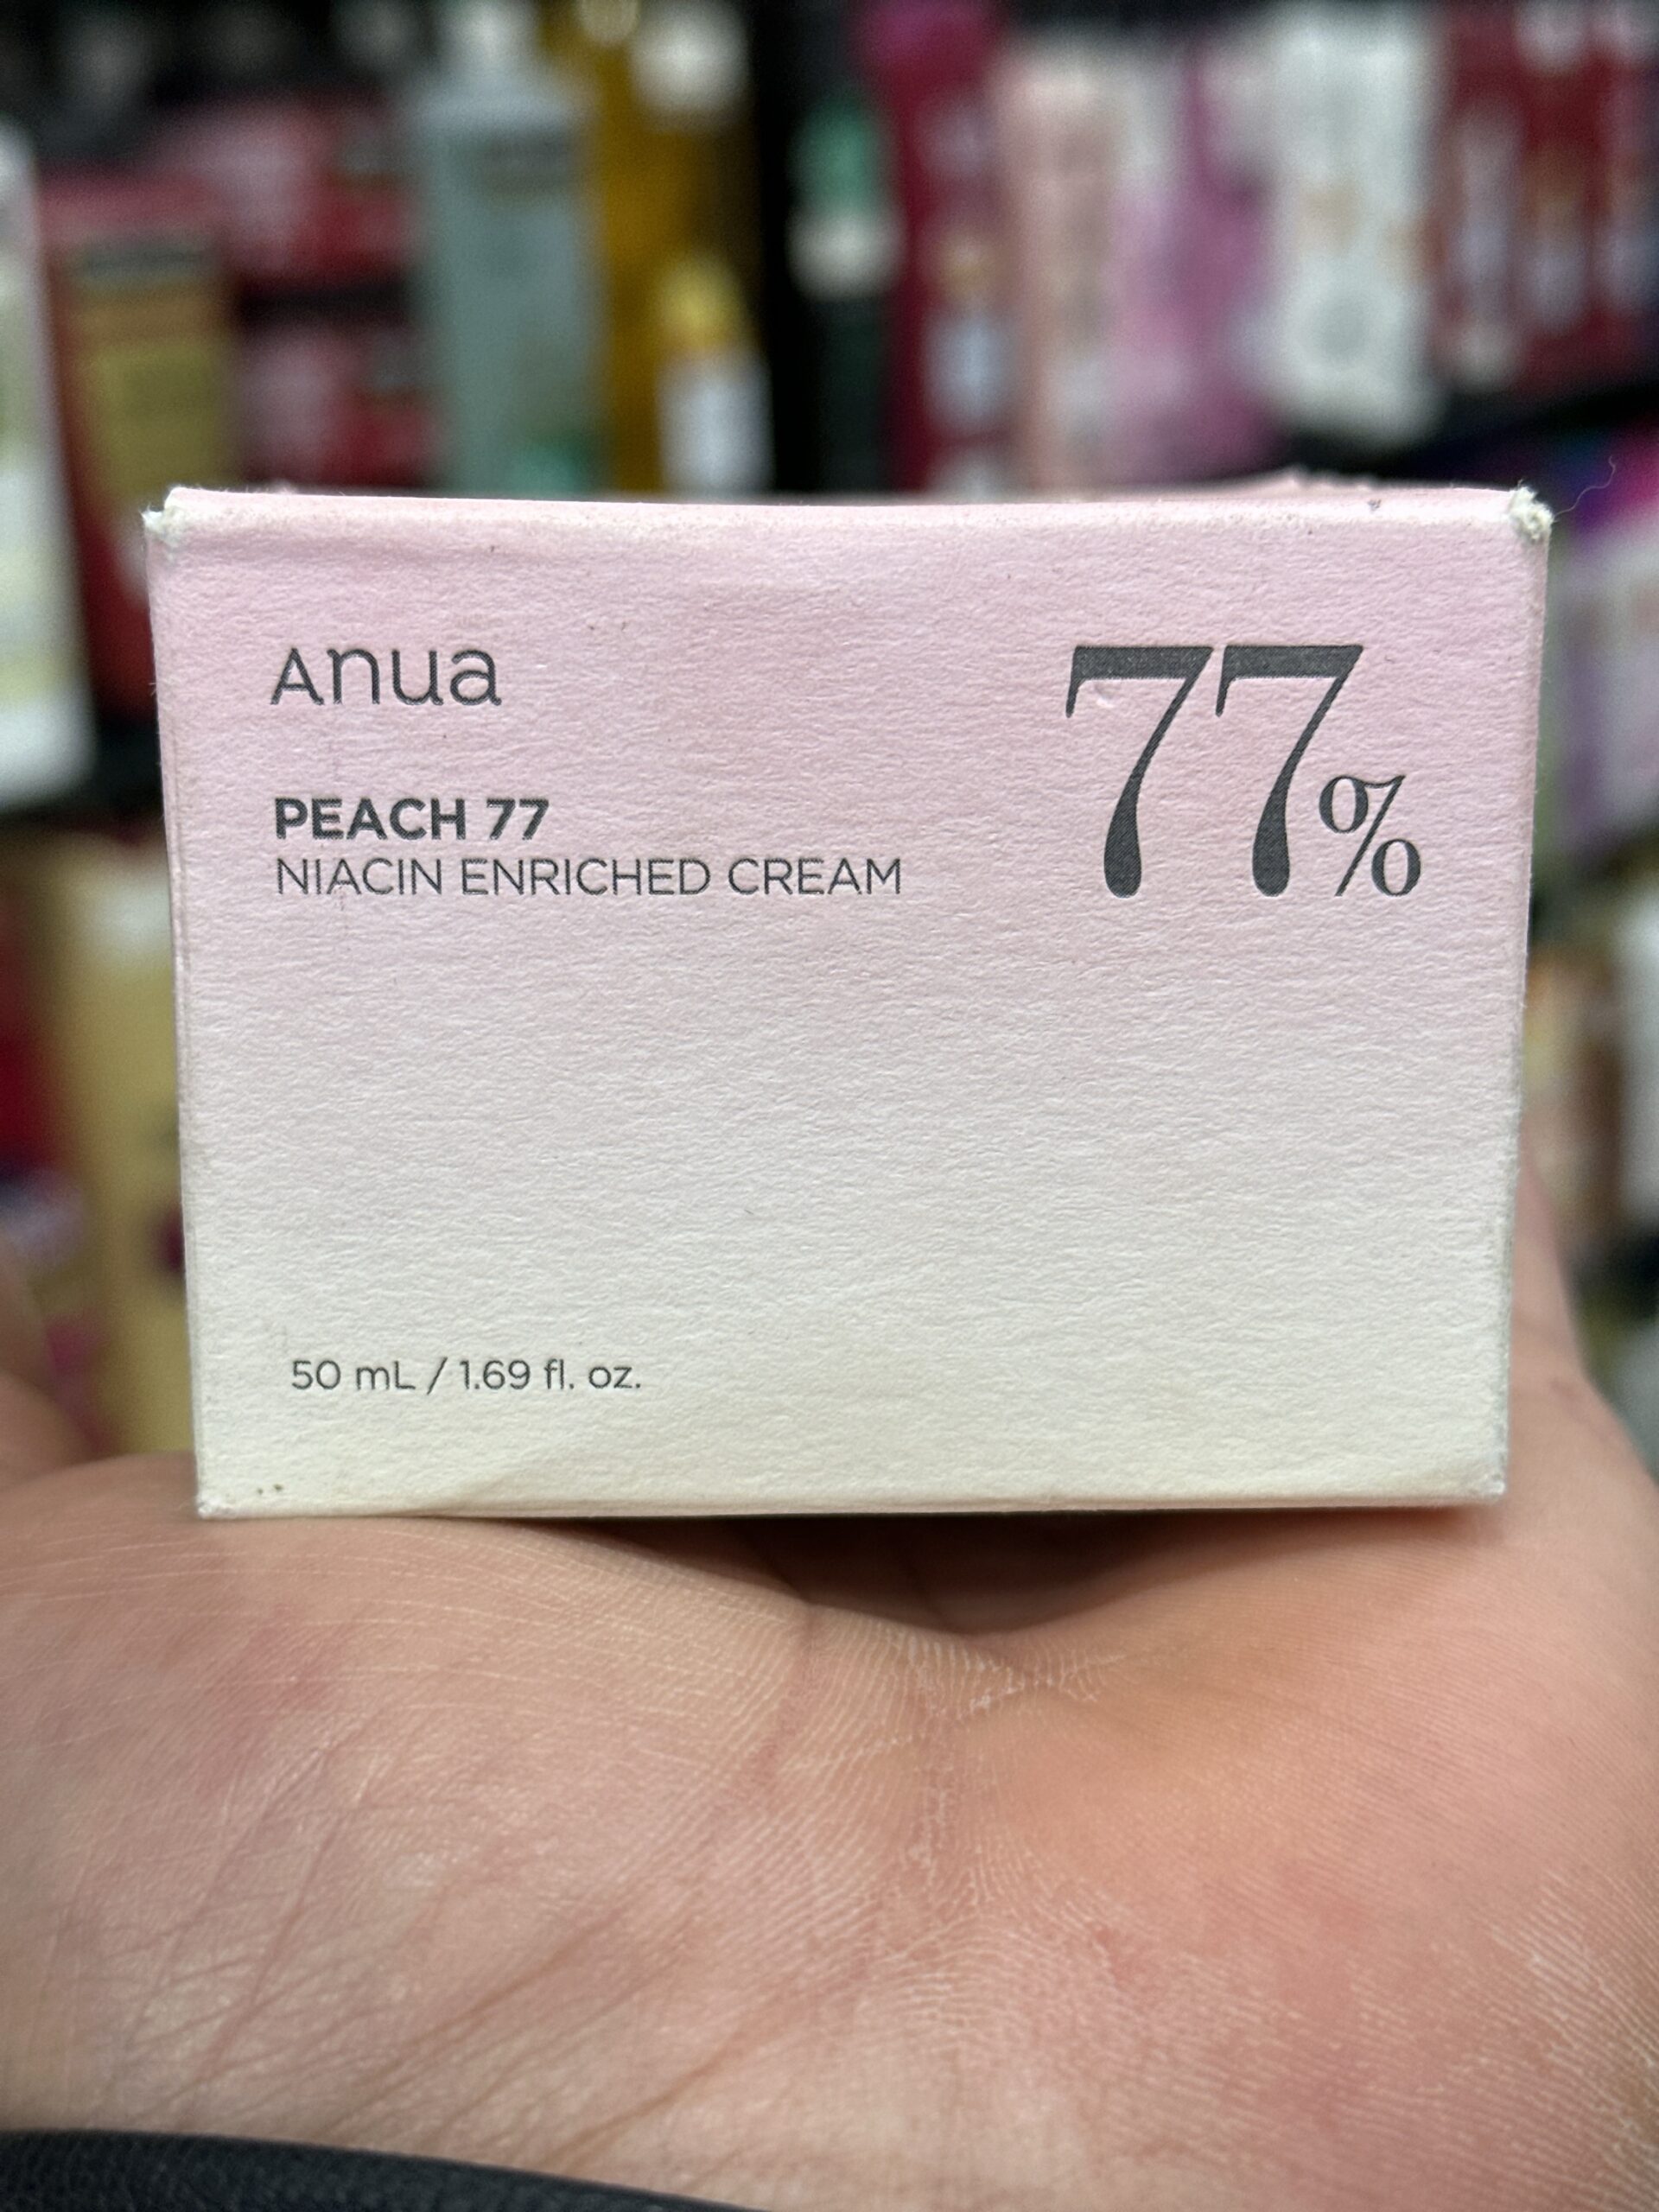 Anua
77%
PEACH 77
NIACIN ENRICHED CREAM
50 mL / 1.69 fl. oz.